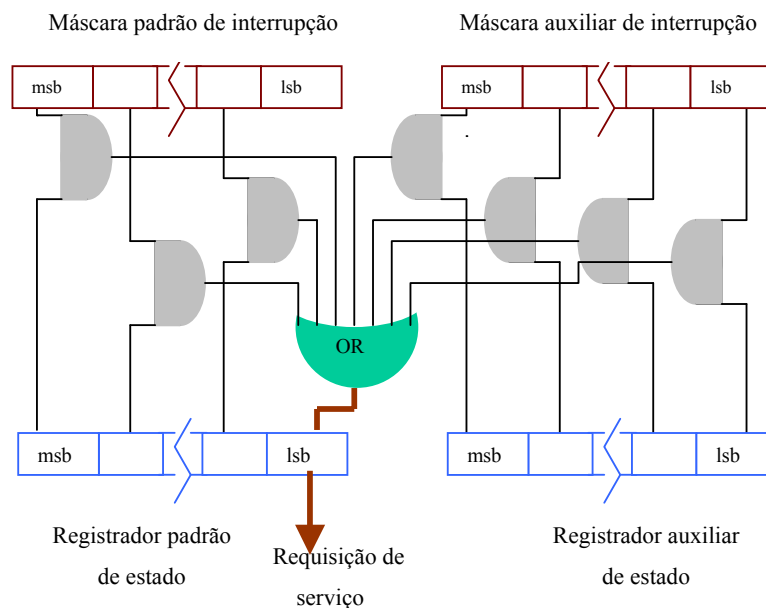 Máscara padrão de interrupção
Máscara auxiliar de interrupção
msb
lsb
msb
lsb
OR
msb
lsb
msb
lsb
Registrador padrão
de estado
Requisição de
serviço
Registrador auxiliar
de estado